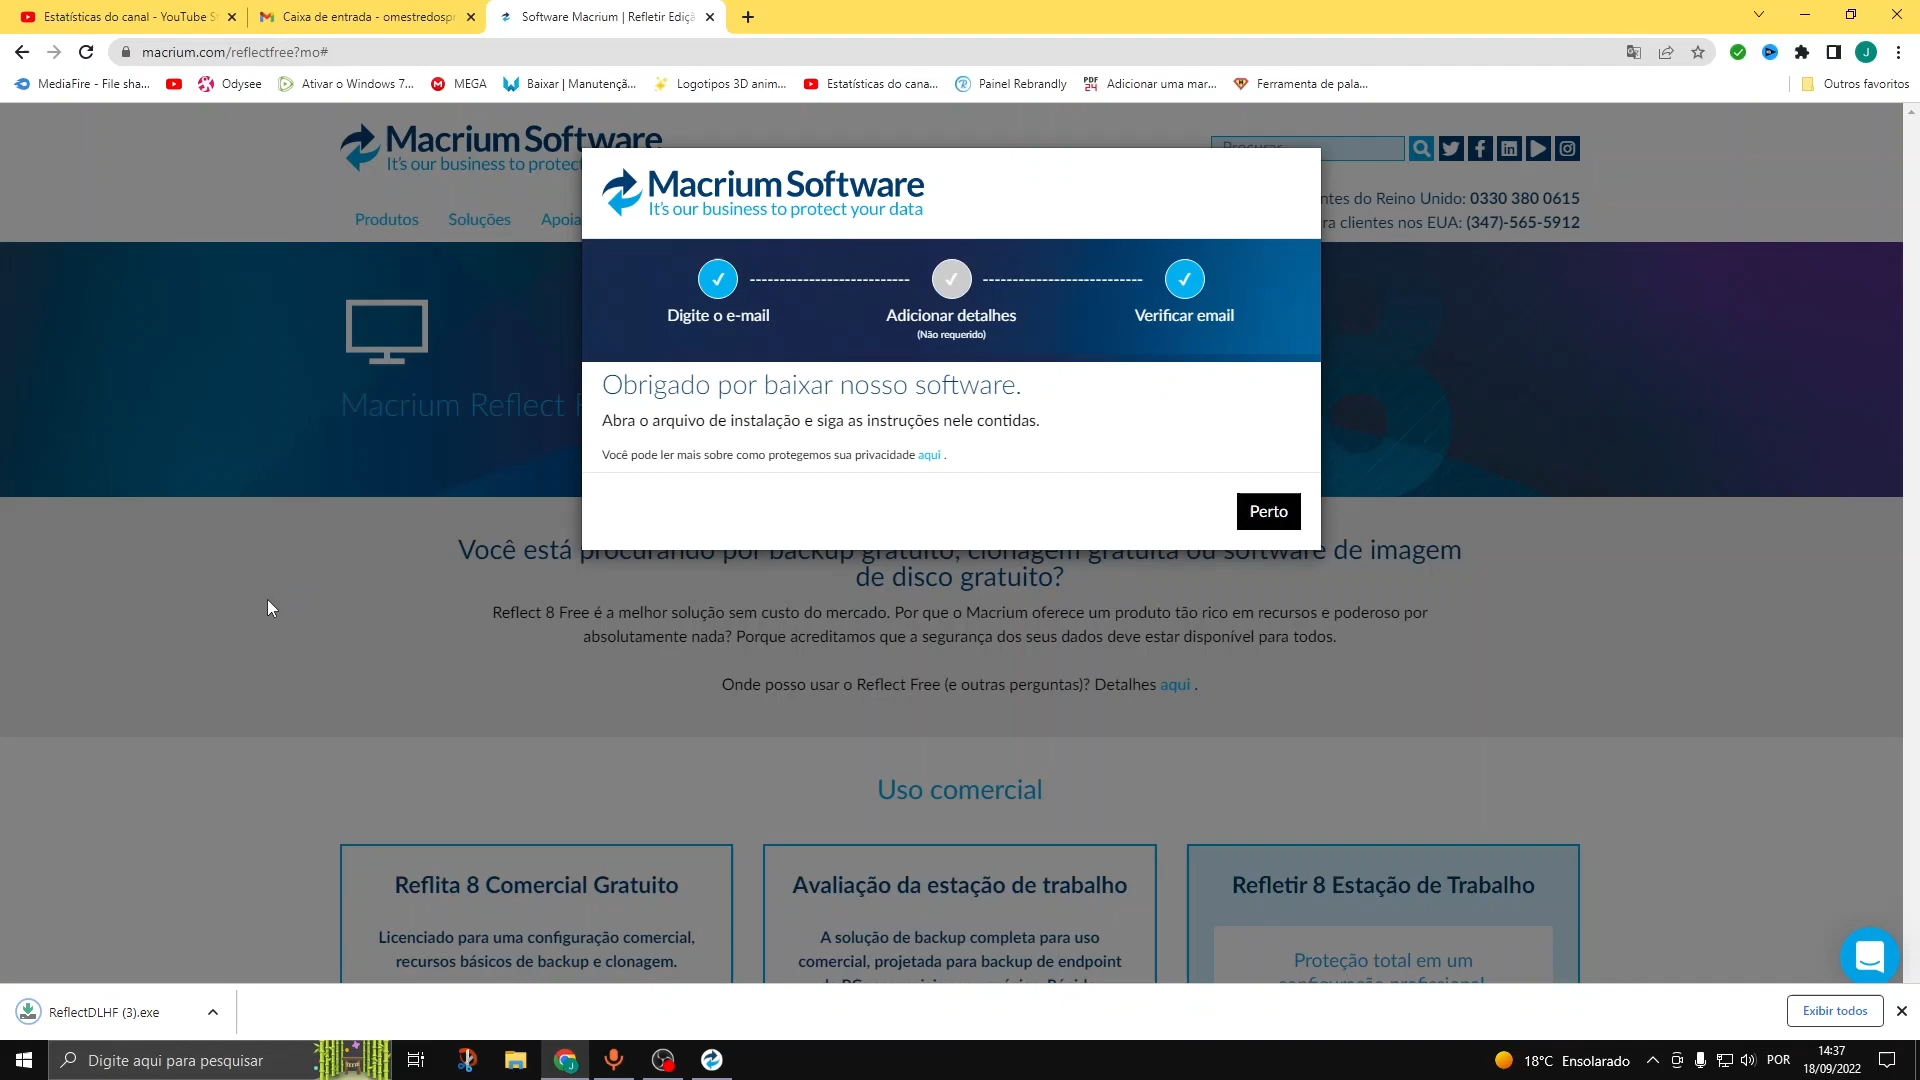 Estatísticas do canal - YouTube S
Caixa de entrada - omestredospr
Software Macrium | Refletir Ediçã
macrium.com/reflectfree?mo#
J
MediaFire - File sha...
Odysee
Ativar o Windows 7...
MEGA
Baixar | Manutençã...
Logotipos 3D anim...
Estatísticas do cana...
Painel Rebrandly
PDF
24
Adicionar uma mar...
Ferramenta de pala...
Outros favoritos
Macrium Software
It's our business to protec
Procurar
ntes do Reino Unido: 0330 380 0615
ra clientes nos EUA: (347)-565-5912
Produtos
Soluções
Apoia
Macrium Software
It's our business to protect your data
Digite o e-mail
Adicionar detalhes
(Não requerido)
Verificar email
Macrium Reflect F
Obrigado por baixar nosso software.
Abra o arquivo de instalação e siga as instruções nele contidas.
Você pode ler mais sobre como protegemos sua privacidade aqui .
Perto
Você está procurando por backup gratuito, clonagem gratuita ou software de imagem
de disco gratuito?
Reflect 8 Free é a melhor solução sem custo do mercado. Por que o Macrium oferece um produto tão rico em recursos e poderoso por
absolutamente nada? Porque acreditamos que a segurança dos seus dados deve estar disponível para todos.
Onde posso usar o Reflect Free (e outras perguntas)? Detalhes aqui .
Uso comercial
Reflita 8 Comercial Gratuito
Licenciado para uma configuração comercial,
recursos básicos de backup e clonagem.
Avaliação da estação de trabalho
A solução de backup completa para uso
comercial, projetada para backup de endpoint
Refletir 8 Estação de Trabalho
Proteção total em um
configuração profissional
ReflectDLHF (3).exe
Exibir todos
Digite aqui para pesquisar
18°C Ensolarado
POR
14:37
18/09/2022